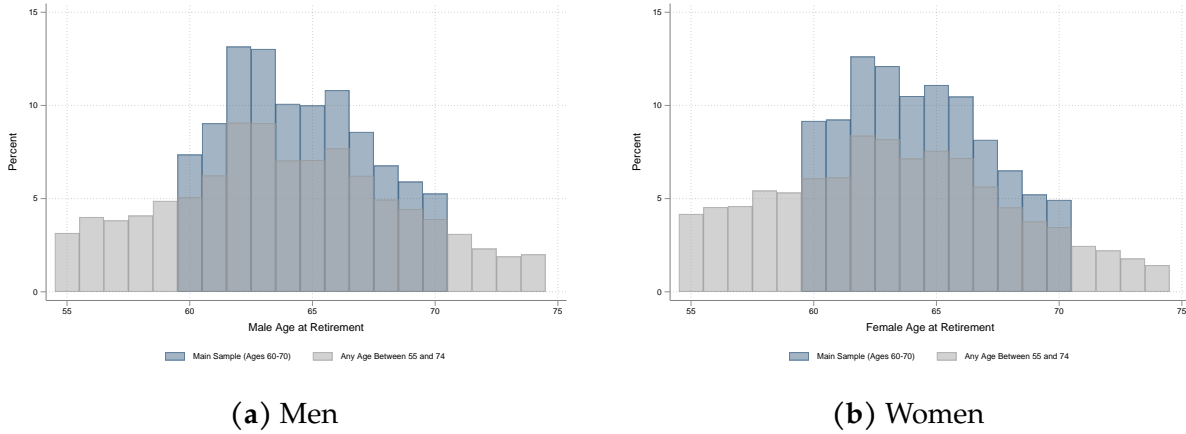 15
10
5
0
Percent
55
60
65
70
75
Male Age at Retirement
Main Sample (Ages 60-70)
Any Age Between 55 and 74
(a) Men
15
10
5
0
Percent
55
60
65
70
75
Female Age at Retirement
Main Sample (Ages 60-70)
Any Age Between 55 and 74
(b) Women